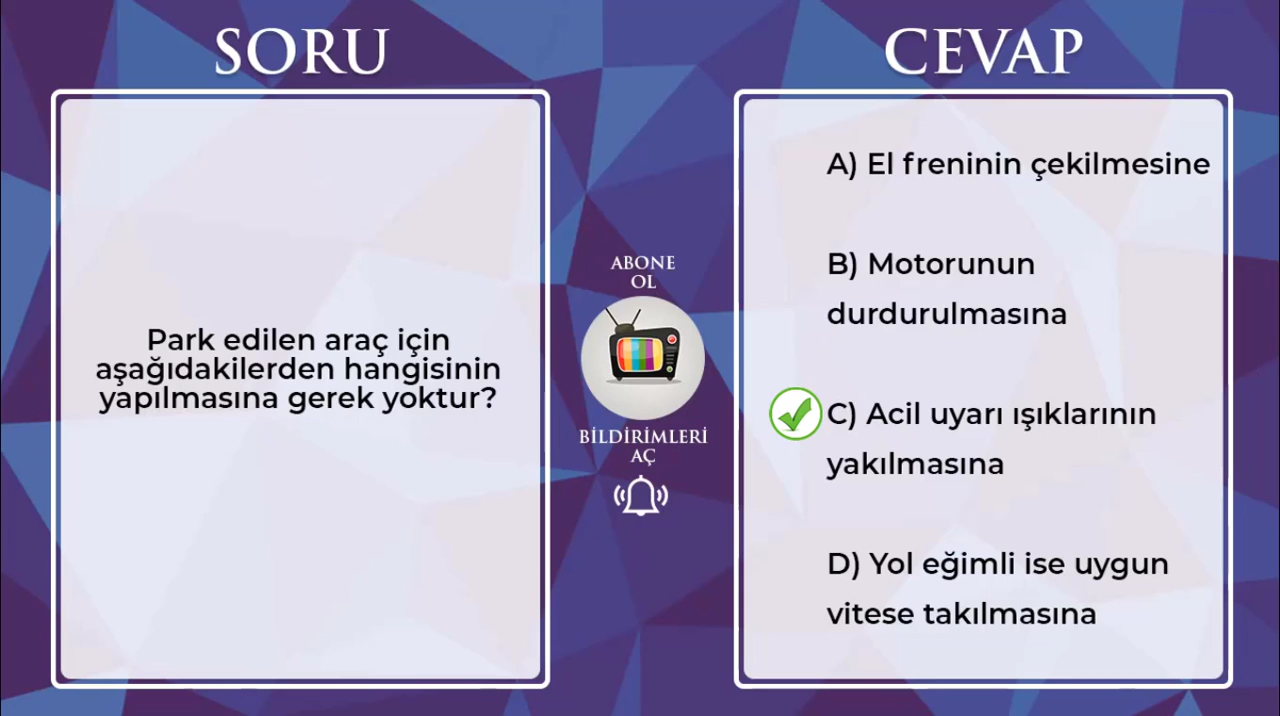 SORU
CEVAP
Park edilen araç için
aşağıdakilerden hangisinin
yapılmasına gerek yoktur?
ABONE
OL
BİLDİRİMLERİ
AÇ
A) El freninin çekilmesine
B) Motorunun
durdurulmasına
C) Acil uyarı ışıklarının
yakılmasına
D) Yol eğimli ise uygun
vitese takılmasına